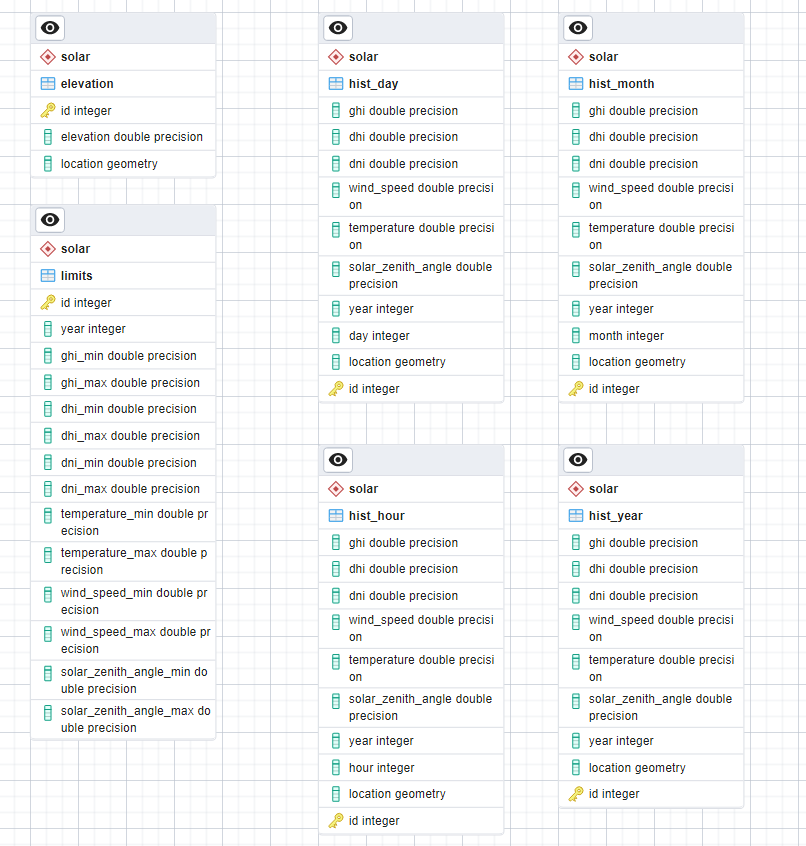 solar
elevation
id integer
elevation double precision
location geometry
solar
limits
id integer
year integer
ghi_min double precision
ghi_max double precision
dhi_min double precision
dhi_max double precision
dni_min double precision
dni_max double precision
temperature_min double pr
ecision
temperature_max double p
recision
wind_speed_min double pr
ecision
wind_speed_max double pr
ecision
solar_zenith_angle_min do
uble precision
solar_zenith_angle_max do
uble precision
solar
hist_day
ghi double precision
dhi double precision
dni double precision
wind_speed double precisi
on
temperature double precisi
on
solar_zenith_angle double
precision
year integer
day integer
location geometry
id integer
solar
hist_hour
ghi double precision
dhi double precision
dni double precision
wind_speed double precisi
on
temperature double precisi
on
solar_zenith_angle double
precision
year integer
hour integer
location geometry
id integer
solar
hist_month
ghi double precision
dhi double precision
dni double precision
wind_speed double precisi
on
temperature double precisi
on
solar_zenith_angle double
precision
year integer
month integer
location geometry
id integer
solar
hist_year
ghi double precision
dhi double precision
dni double precision
wind_speed double precisi
on
temperature double precisi
on
solar_zenith_angle double
precision
year integer
location geometry
id integer